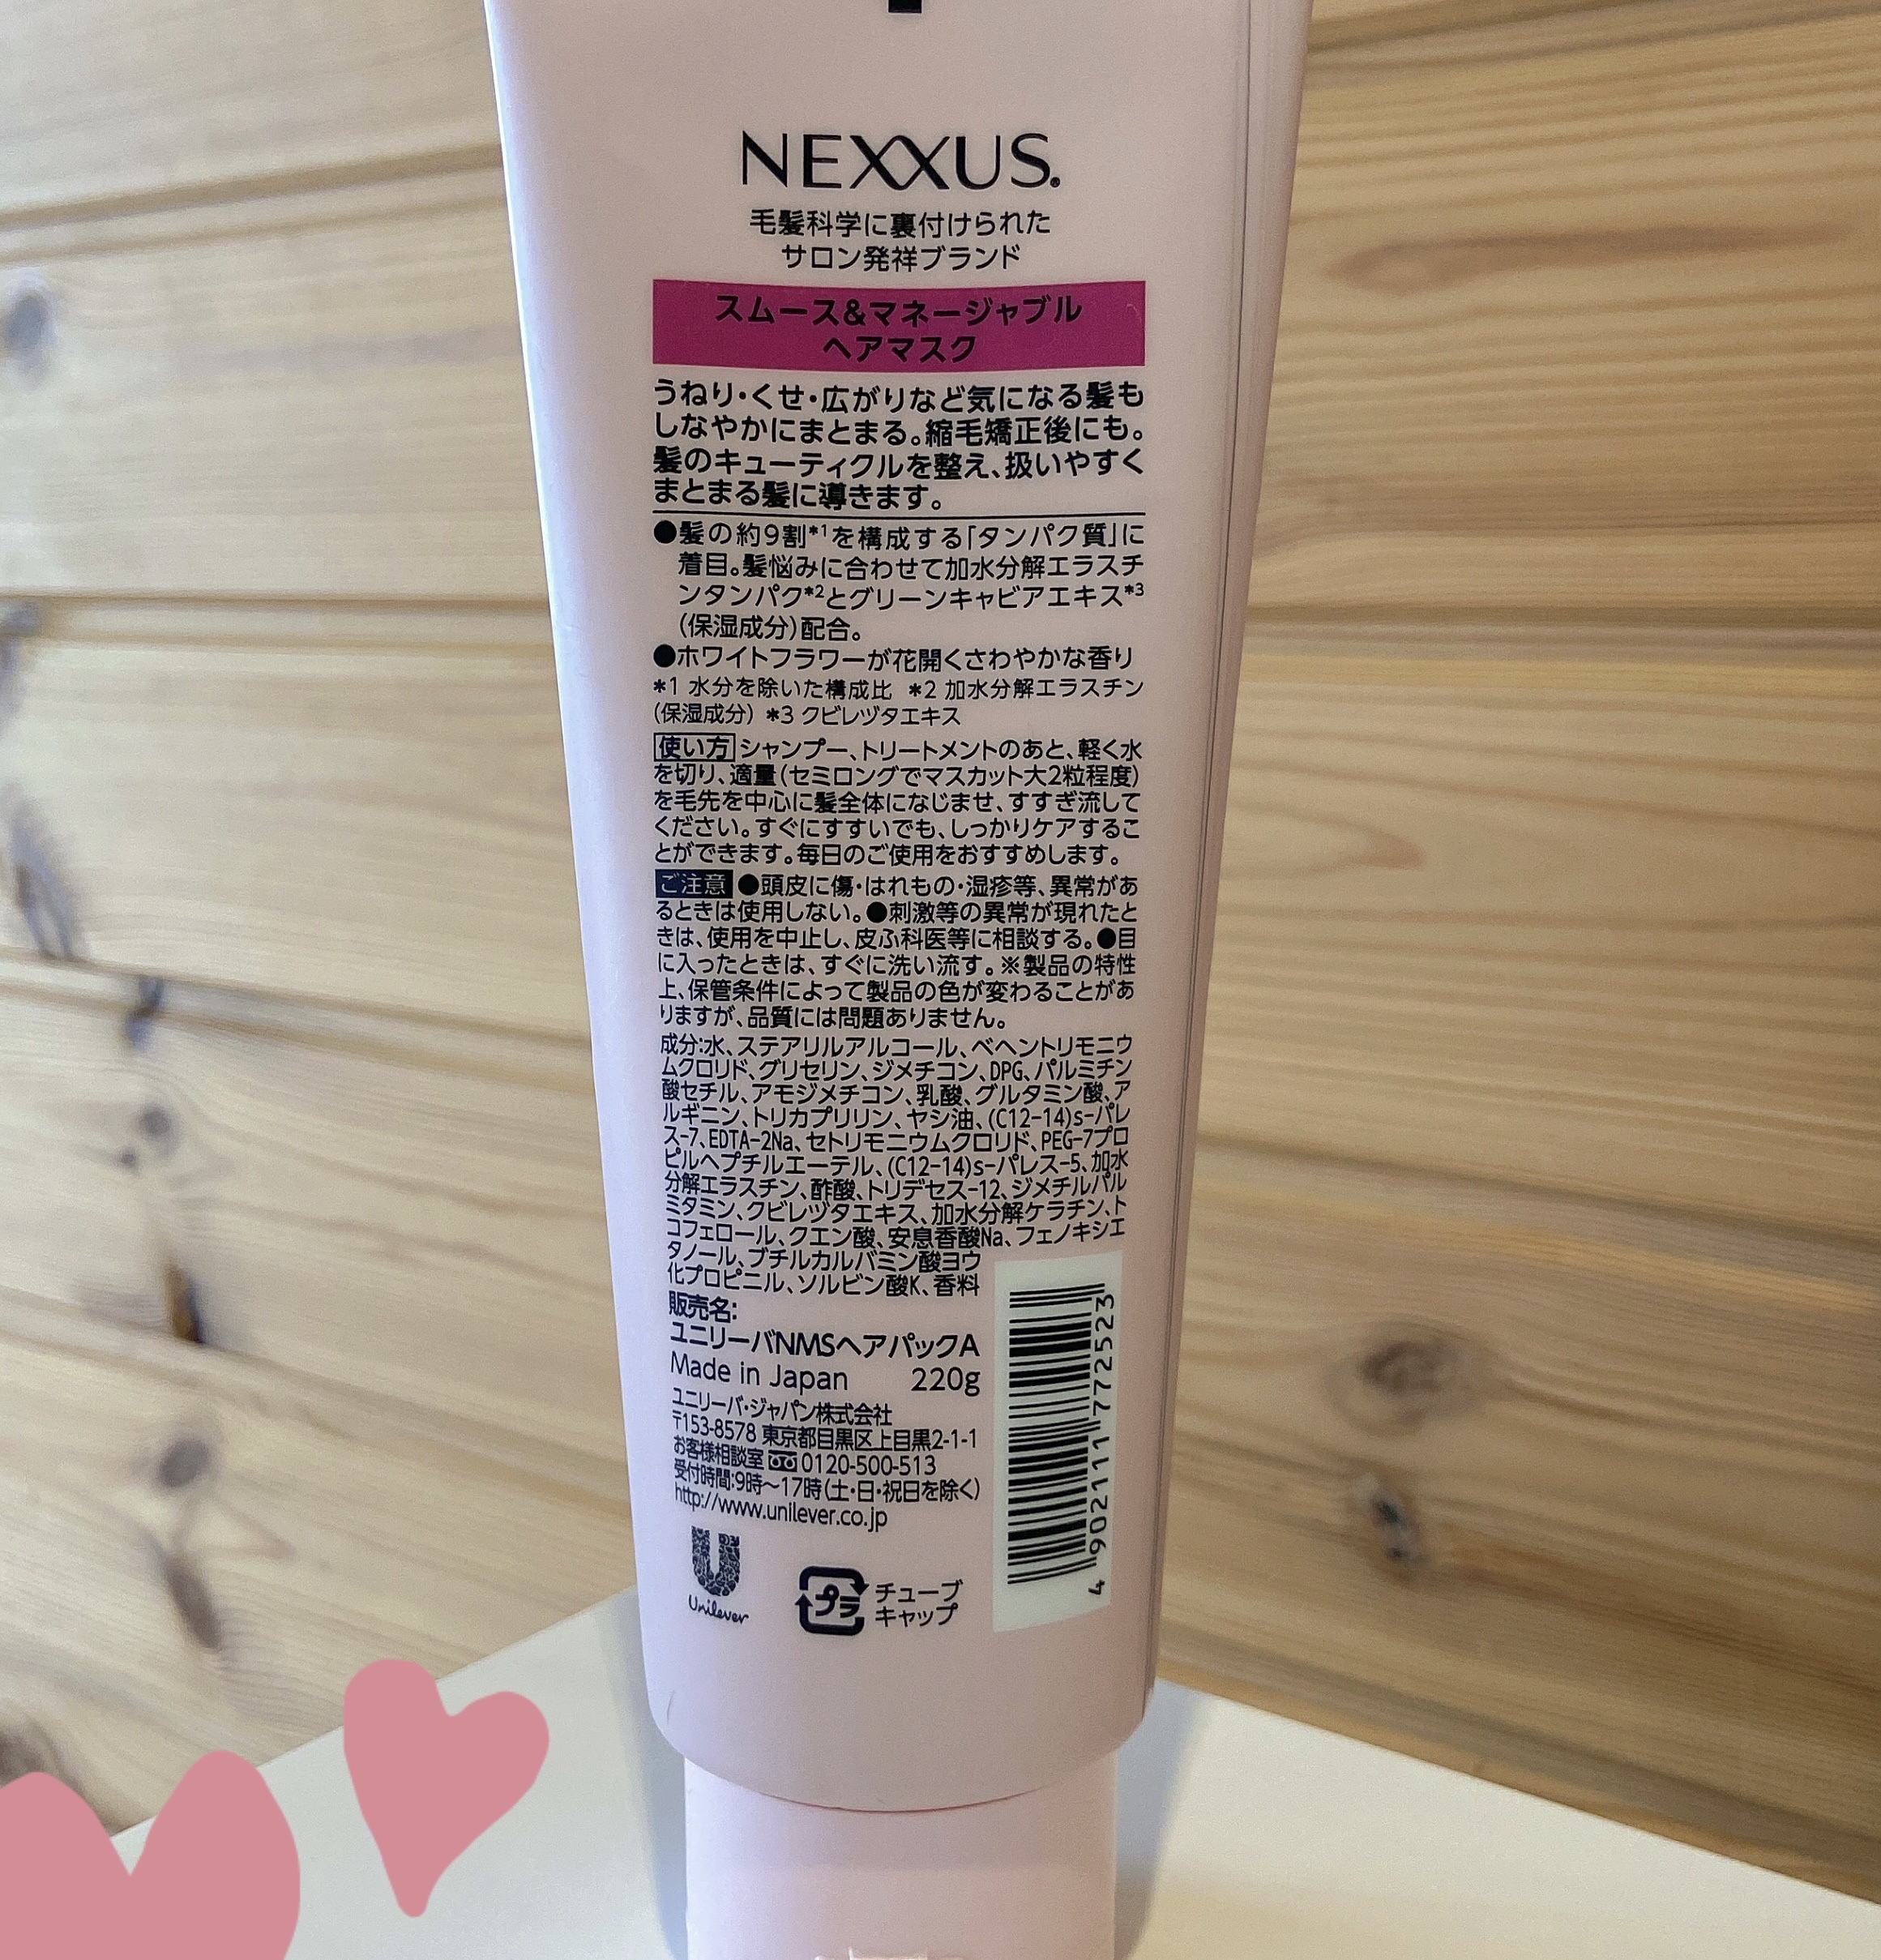 NEXXUS®
毛髪科学に裏付けられた
サロン発祥ブランド
スムース&マネージャブル
ヘアマスク
うねり・くせ・広がりなど気になる髪も
しなやかにまとまる。縮毛矯正後にも。
髪のキューティクルを整え、扱いやすく
まとまる髪に導きます。
●髪の約9割*1を構成する「タンパク質」に
着目。髪悩みに合わせて加水分解エラスチ
ンタンパク*2とグリーンキャビアエキス*3
(保湿成分)配合。
●ホワイトフラワーが花開くさわやかな香り
*1 水分を除いた構成比 *2 加水分解エラスチン
(保湿成分) *3 クビレヅタエキス
使い方 シャンプー、トリートメントのあと、軽く水
を切り、適量(セミロングでマスカット大2粒程度)
を毛先を中心に髪全体になじませ、すすぎ流して
ください。すぐにすすいでも、しっかりケアするこ
とができます。毎日のご使用をおすすめします。
ご注意 ●頭皮に傷・はれもの・湿疹等、異常があ
るときは使用しない。●刺激等の異常が現れたと
きは、使用を中止し、皮ふ科医等に相談する。●目
に入ったときは、すぐに洗い流す。※製品の特性
上、保管条件によって製品の色が変わることがあ
りますが、品質には問題ありません。
成分:水、ステアリルアルコール、ベヘントリモニウ
ムクロリド、グリセリン、ジメチコン、DPG、パルミチン
酸セチル、アモジメチコン、乳酸、グルタミン酸、ア
ルギニン、トリカプリリン、ヤシ油、(C12-14)s-パレ
ス-7、EDTA-2Na、セトリモニウムクロリド、PEG-7プロ
ピルヘプチルエーテル、(C12-14)s-パレス-5、加水
分解エラスチン、酢酸、トリデセス-12、ジメチルパル
ミタミン、クビレヅタエキス、加水分解ケラチン、ト
コフェロール、クエン酸、安息香酸Na、フェノキシエ
タノール、ブチルカルバミン酸ヨウ
化プロピニル、ソルビン酸K、香料
販売名:
ユニリーバNMSヘアパックA
Made in Japan 220g
ユニリーバ・ジャパン株式会社
〒153-8578 東京都目黒区上目黒2-1-1
お客様相談室 0120-500-513
受付時間:9時〜17時(土・日・祝日を除く)
http://www.unilever.co.jp
Unilever
プラ
チューブ
キャップ
4 902111 772523